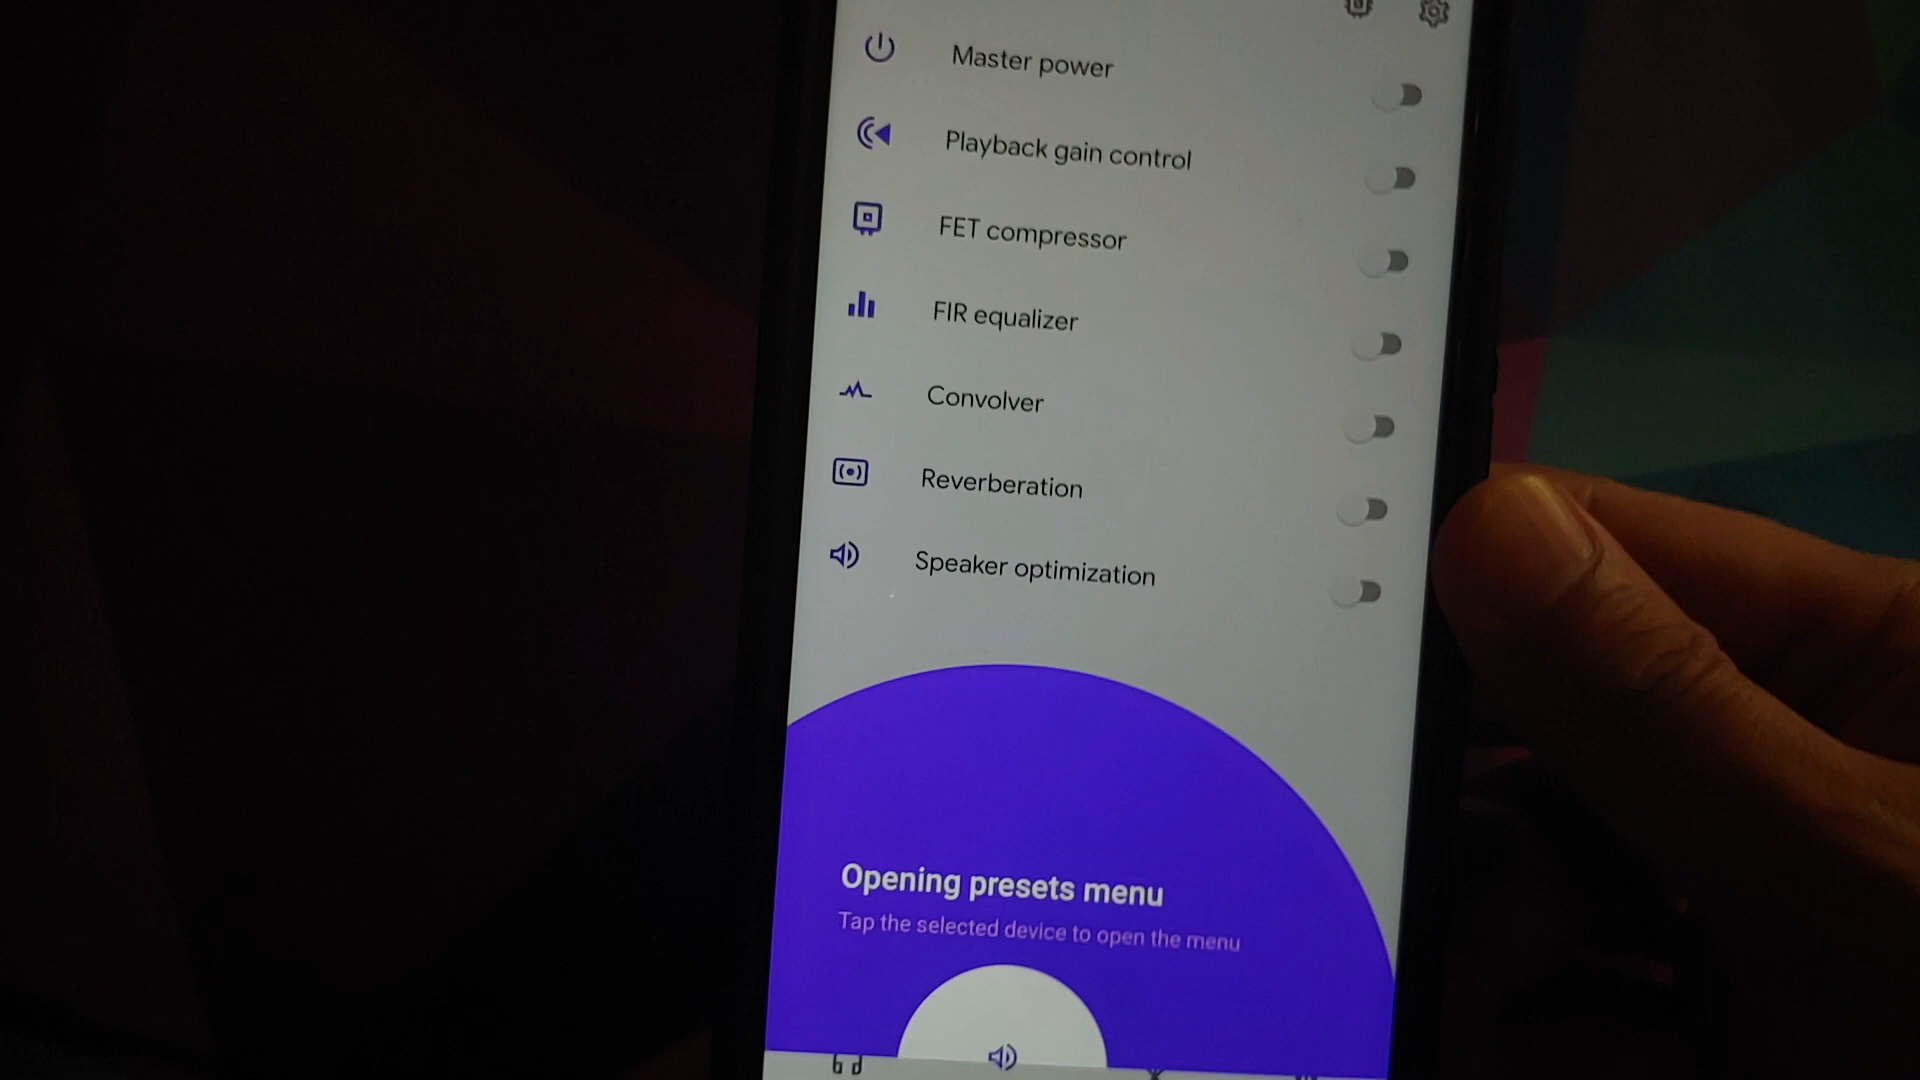 Master power
Playback gain control
FET compressor
FIR equalizer
Convolver
Reverberation
Speaker optimization
Opening presets menu
Tap the selected device to open the menu